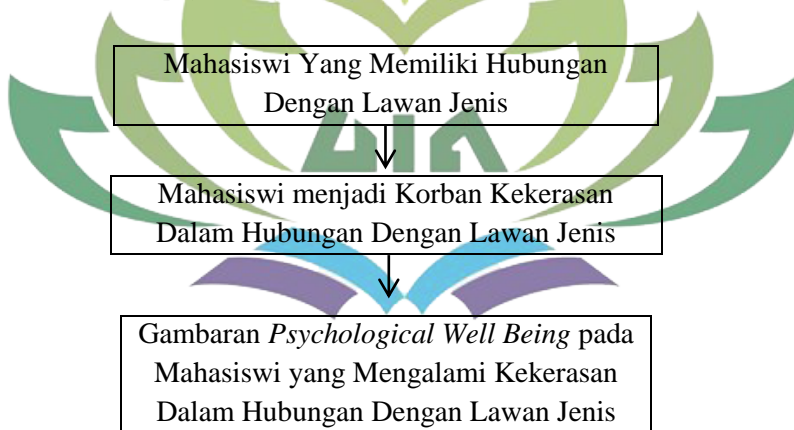 Mahasiswi Yang Memiliki Hubungan
Dengan Lawan Jenis
Mahasiswi menjadi Korban Kekerasan
Dalam Hubungan Dengan Lawan Jenis
Gambaran Psychological Well Being pada
Mahasiswi yang Mengalami Kekerasan
Dalam Hubungan Dengan Lawan Jenis